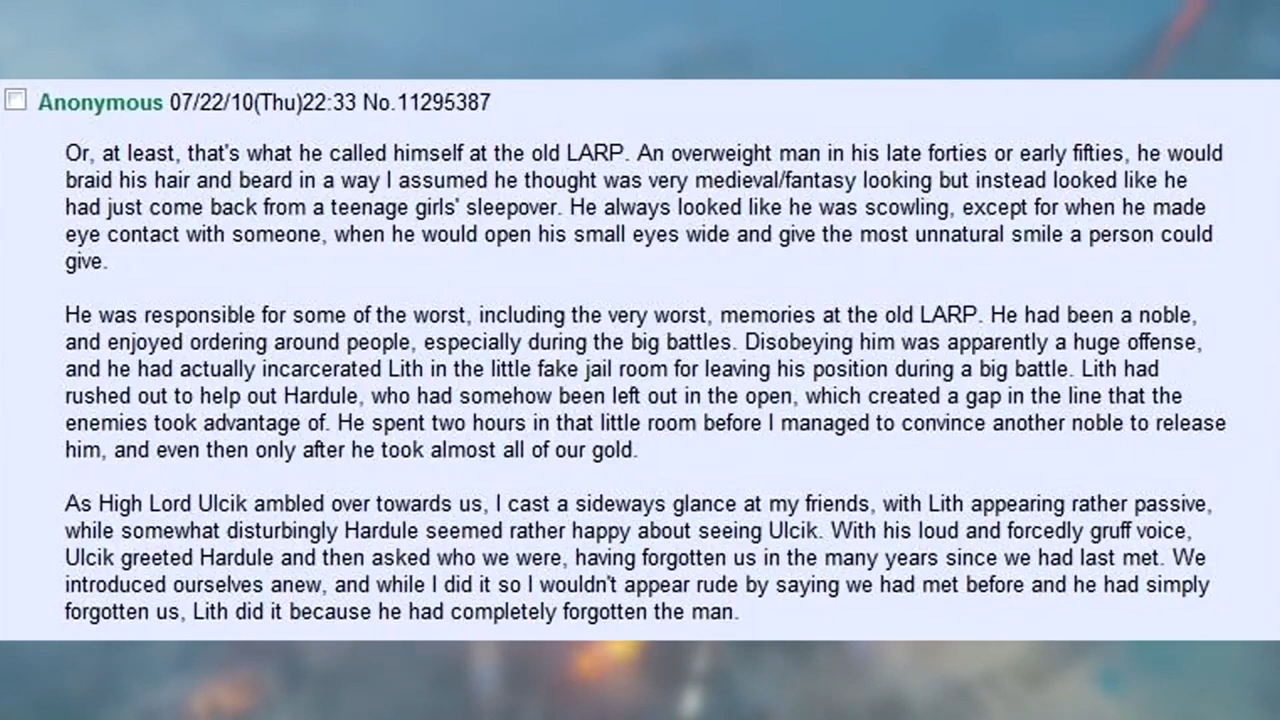 Anonymous 07/22/10(Thu)22:33 No.11295387
Or, at least, that's what he called himself at the old LARP. An overweight man in his late forties or early fifties, he would
braid his hair and beard in a way I assumed he thought was very medieval/fantasy looking but instead looked like he
had just come back from a teenage girls' sleepover. He always looked like he was scowling, except for when he made
eye contact with someone, when he would open his small eyes wide and give the most unnatural smile a person could
give.
He was responsible for some of the worst, including the very worst, memories at the old LARP. He had been a noble,
and enjoyed ordering around people, especially during the big battles. Disobeying him was apparently a huge offense,
and he had actually incarcerated Lith in the little fake jail room for leaving his position during a big battle. Lith had
rushed out to help out Hardule, who had somehow been left out in the open, which created a gap in the line that the
enemies took advantage of. He spent two hours in that little room before I managed to convince another noble to release
him, and even then only after he took almost all of our gold.
As High Lord Ulcik ambled over towards us, I cast a sideways glance at my friends, with Lith appearing rather passive,
while somewhat disturbingly Hardule seemed rather happy about seeing Ulcik. With his loud and forcedly gruff voice,
Ulcik greeted Hardule and then asked who we were, having forgotten us in the many years since we had last met. We
introduced ourselves anew, and while I did it so I wouldn't appear rude by saying we had met before and he had simply
forgotten us, Lith did it because he had completely forgotten the man.